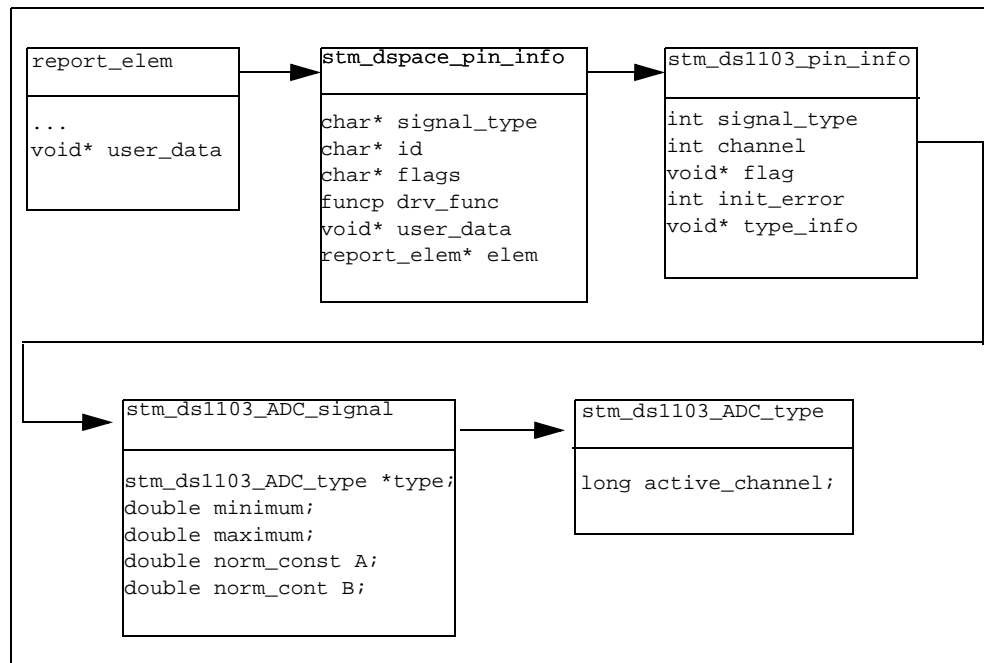 report_elem
...
void* user_data
stm_dspace_pin_info
char* signal_type
char* id
char* flags
funcp drv_func
void* user_data
report_elem* elem
stm_ds1103_pin_info
int signal_type
int channel
void* flag
int init_error
void* type_info
stm_ds1103_ADC_signal
stm_ds1103_ADC_type *type;
double minimum;
double maximum;
double norm_const A;
double norm_cont B;
stm_ds1103_ADC_type
long active_channel;